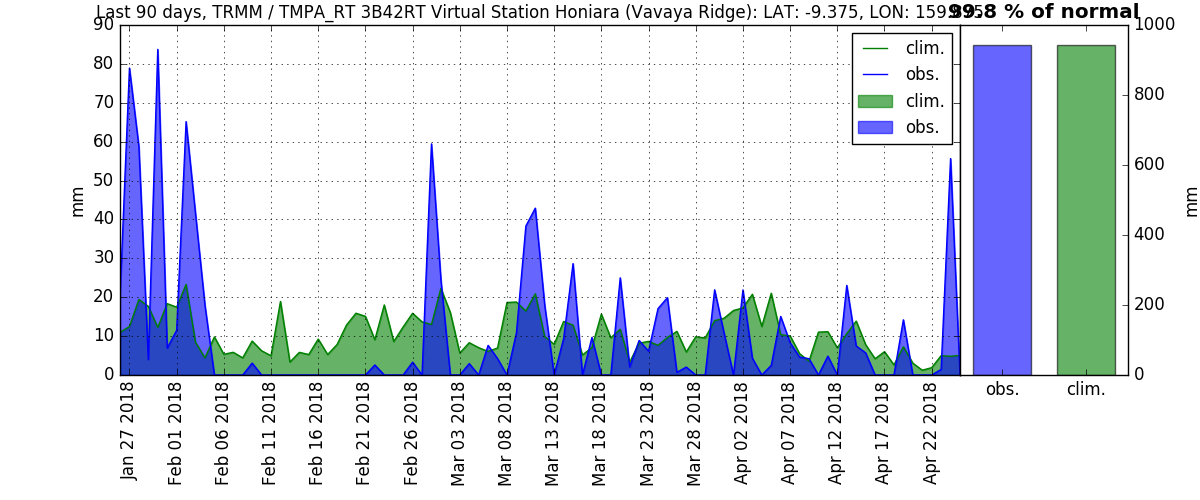 Last 90 days, TRMM / TMPA_RT 3B42RT Virtual Station Honiara (Vavaya Ridge): LAT: -9.375, LON: 159.875
99.8 % of normal
90
80
70
60
50
40
30
20
10
0
mm
clim.
obs.
clim.
obs.
1000
800
600
400
200
0
mm
obs.
clim.
Jan 27 2018
Feb 01 2018
Feb 06 2018
Feb 11 2018
Feb 16 2018
Feb 21 2018
Feb 26 2018
Mar 03 2018
Mar 08 2018
Mar 13 2018
Mar 18 2018
Mar 23 2018
Mar 28 2018
Apr 02 2018
Apr 07 2018
Apr 12 2018
Apr 17 2018
Apr 22 2018